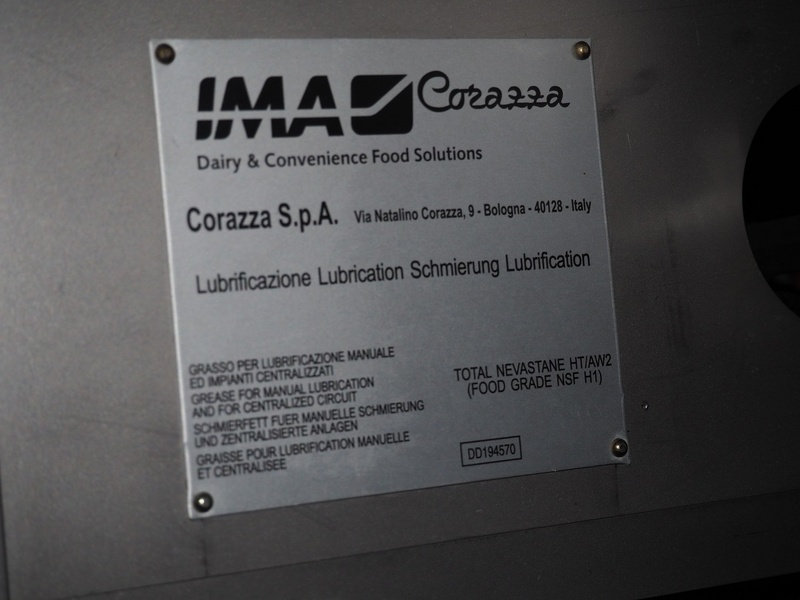 IMA Corazza
Dairy & Convenience Food Solutions
Corazza S.p.A. Via Natalino Corazza, 9 - Bologna - 40128 - Italy
Lubrificazione Lubrication Schmierung Lubrification
GRASSO PER LUBRIFICAZIONE MANUALE
ED IMPIANTI CENTRALIZZATI
GREASE FOR MANUAL LUBRICATION
AND FOR CENTRALIZED CIRCUIT
SCHMIERFETT FUER MANUELLE SCHMIERUNG
UND ZENTRALISIERTE ANLAGEN
GRAISSE POUR LUBRIFICATION MANUELLE
ET CENTRALISEE
TOTAL NEVASTANE HT/AW2
(FOOD GRADE NSF H1)
DD194570